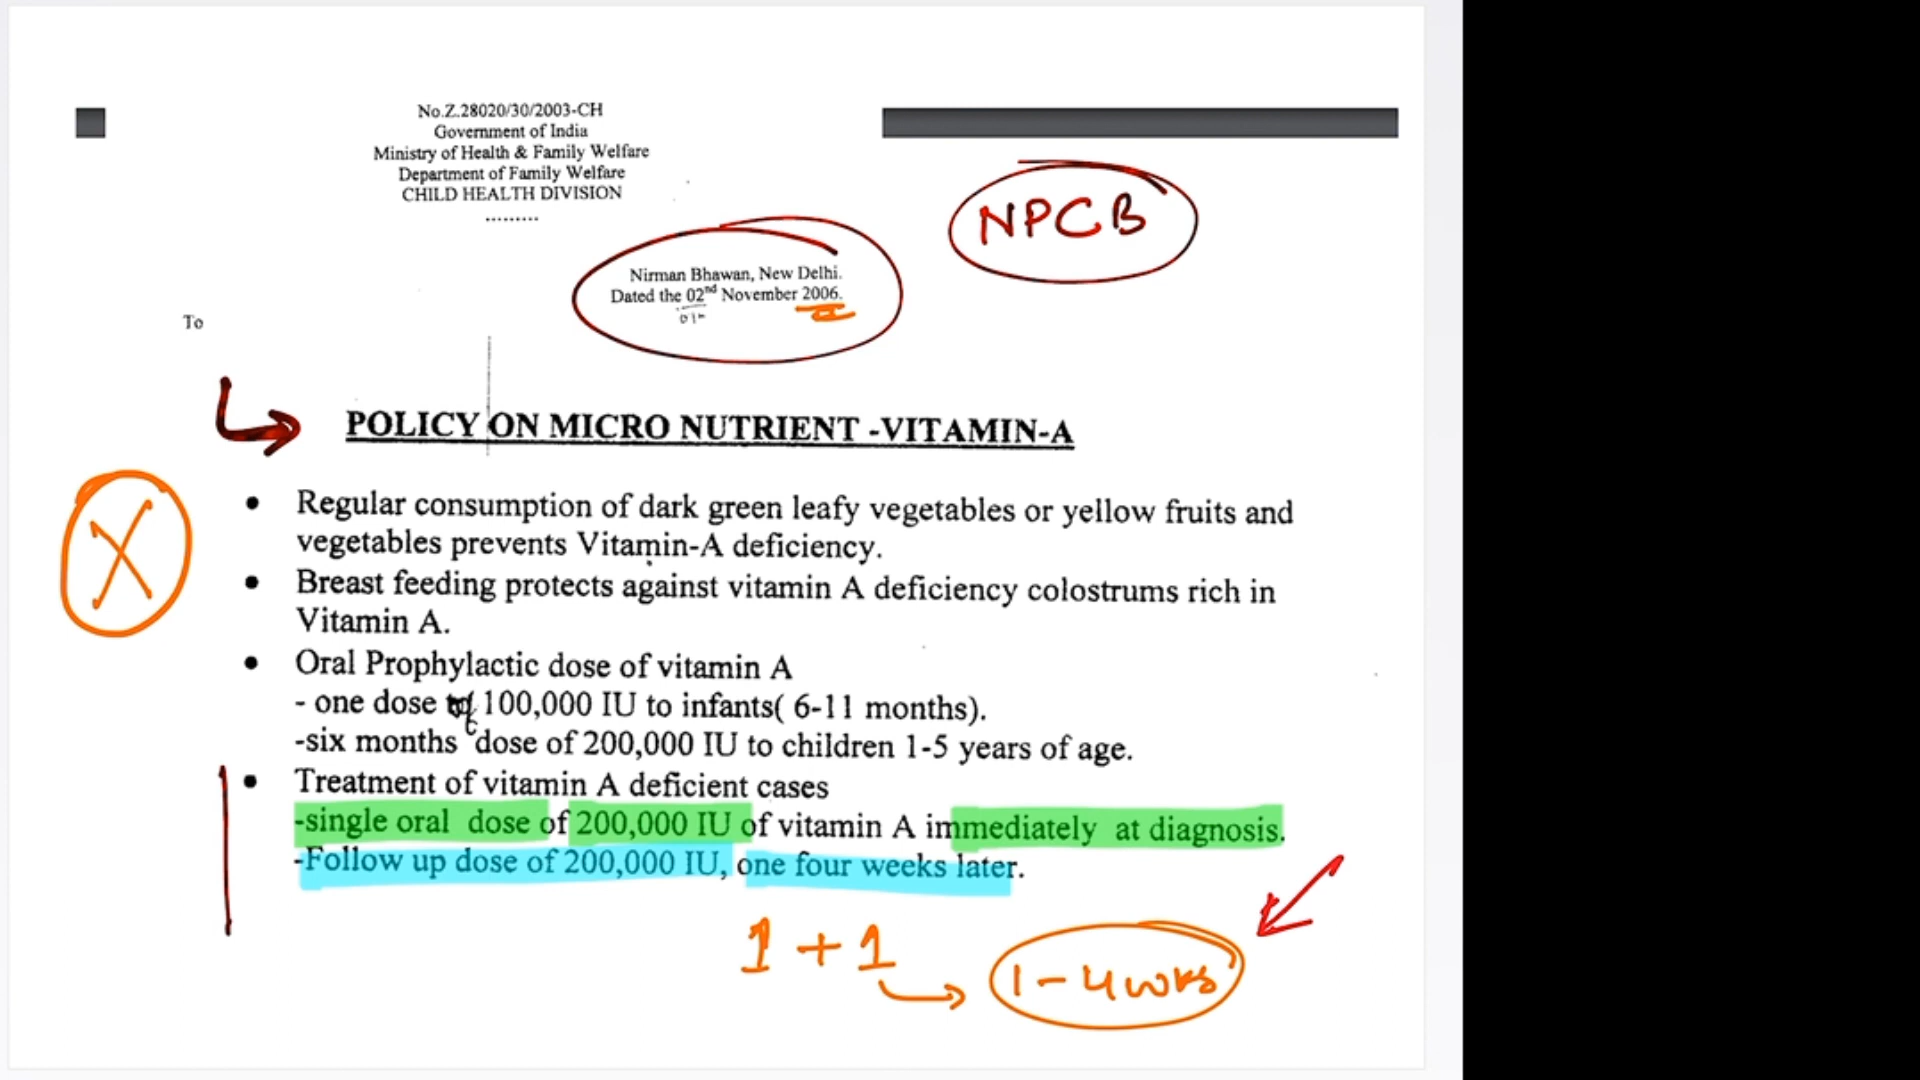 No.Z.28020/30/2003-CH
Government of India
Ministry of Health & Family Welfare
Department of Family Welfare
CHILD HEALTH DIVISION
.........
NPCB
Nirman Bhawan, New Delhi.
Dated the 02nd November 2006.
To
POLICY ON MICRO NUTRIENT -VITAMIN-A
X
• Regular consumption of dark green leafy vegetables or yellow fruits and
vegetables prevents Vitamin-A deficiency.
• Breast feeding protects against vitamin A deficiency colostrums rich in
Vitamin A.
• Oral Prophylactic dose of vitamin A
- one dose of 100,000 IU to infants( 6-11 months).
-six months dose of 200,000 IU to children 1-5 years of age.
• Treatment of vitamin A deficient cases
-single oral dose of 200,000 IU of vitamin A immediately at diagnosis.
-Follow up dose of 200,000 IU, one four weeks later.
1 + 1
1-4wks